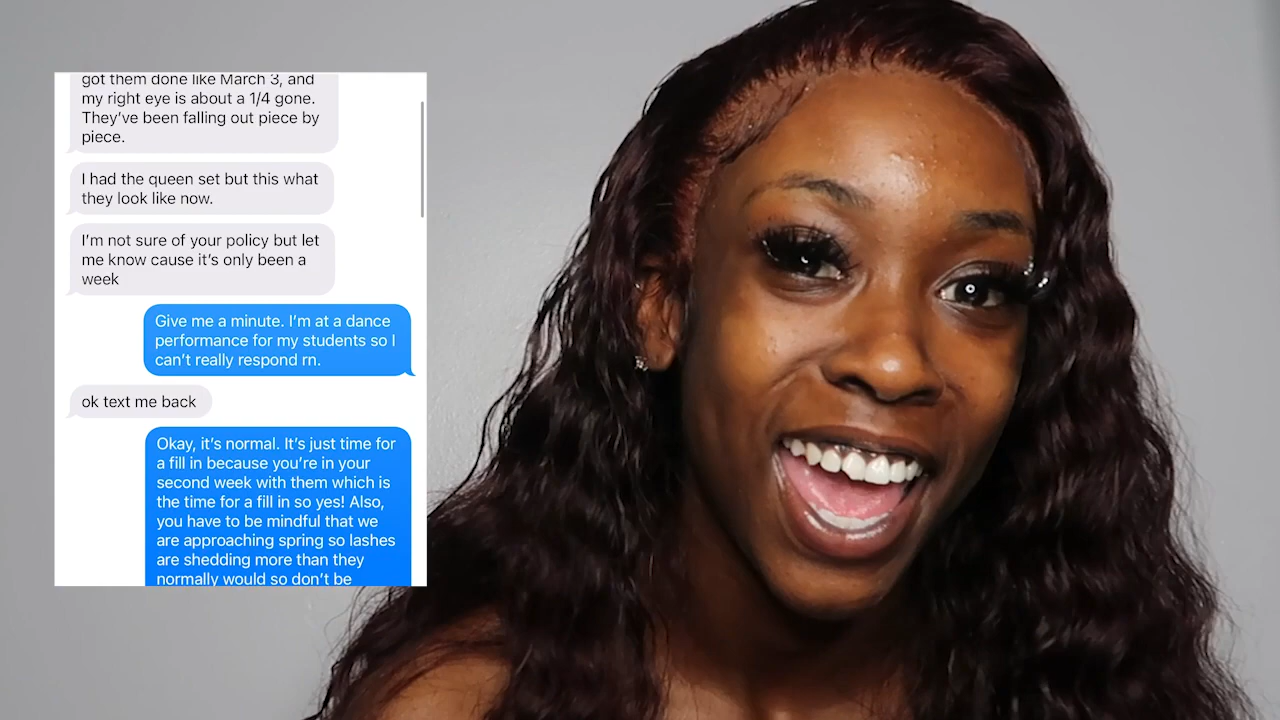 got them done like March 3, and
my right eye is about a 1/4 gone.
They've been falling out piece by
piece.
I had the queen set but this what
they look like now.
I'm not sure of your policy but let
me know cause it's only been a
week
Give me a minute. I'm at a dance
performance for my students so I
can't really respond rn.
ok text me back
Okay, it's normal. It's just time for
a fill in because you're in your
second week with them which is
the time for a fill in so yes! Also,
you have to be mindful that we
are approaching spring so lashes
are shedding more than they
normally would so don't be